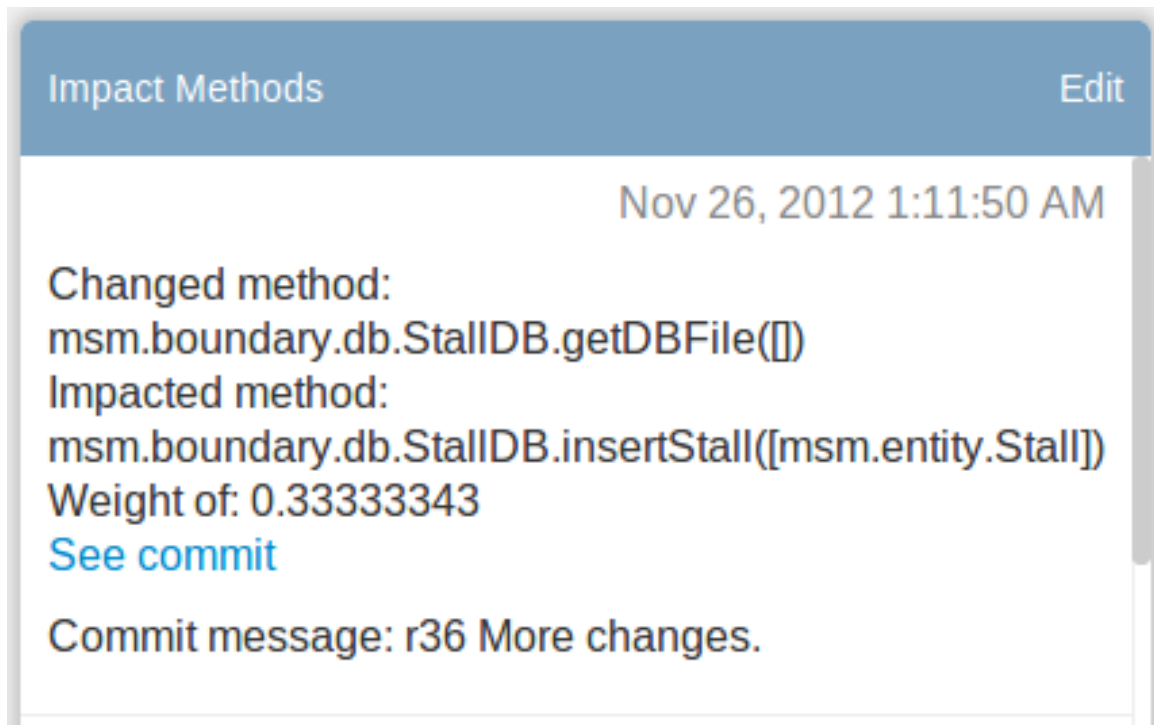 Impact Methods Edit
Nov 26, 2012 1:11:50 AM
Changed method:
msm.boundary.db.StallDB.getDBFile([])
Impacted method:
msm.boundary.db.StallDB.insertStall([msm.entity.Stall])
Weight of: 0.33333343
See commit
Commit message: r36 More changes.